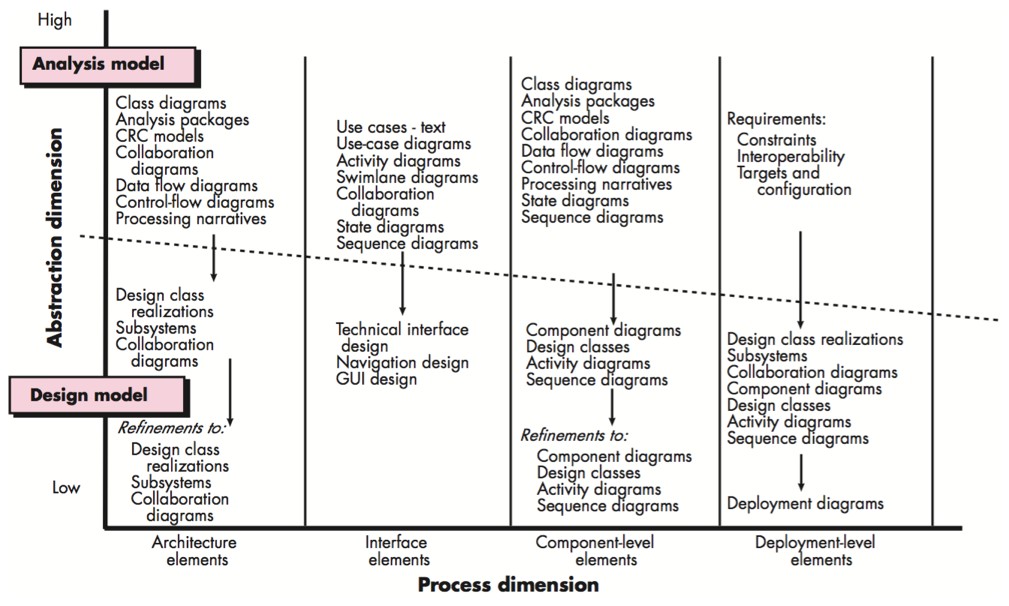 High
Analysis model
Abstraction dimension
Design model
Low
Class diagrams
Analysis packages
CRC models
Collaboration
diagrams
Data flow diagrams
Control-flow diagrams
Processing narratives
Design class
realizations
Subsystems
Collaboration
diagrams
Refinements to:
Design class
realizations
Subsystems
Collaboration
diagrams
Use cases - text
Use-case diagrams
Activity diagrams
Swimlane diagrams
Collaboration
diagrams
State diagrams
Sequence diagrams
Technical interface
design
Navigation design
GUI design
Class diagrams
Analysis packages
CRC models
Collaboration diagrams
Data flow diagrams
Control-flow diagrams
Processing narratives
State diagrams
Sequence diagrams
Component diagrams
Design classes
Activity diagrams
Sequence diagrams
Refinements to:
Component diagrams
Design classes
Activity diagrams
Sequence diagrams
Requirements:
Constraints
Interoperability
Targets and
configuration
Design class realizations
Subsystems
Collaboration diagrams
Component diagrams
Design classes
Activity diagrams
Sequence diagrams
Deployment diagrams
Architecture
elements
Interface
elements
Component-level
elements
Deployment-level
elements
Process dimension